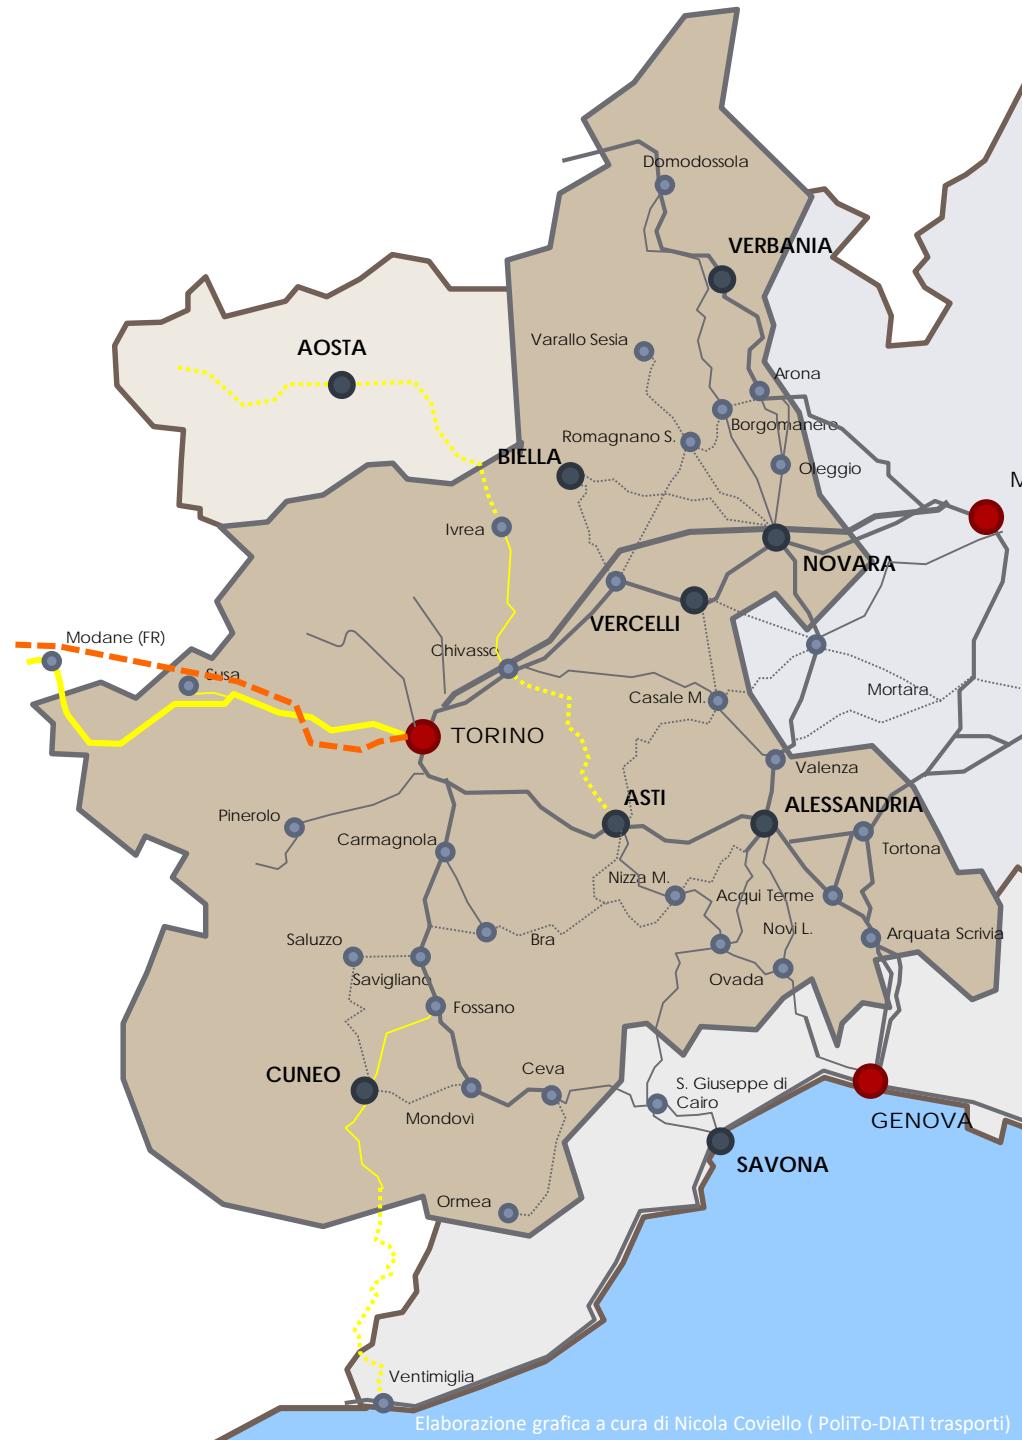 Domodossola
VERBANIA
Varallo Sesia
AOSTA
Arona
Borgomanero
Romagnano S.
BIELLA
Oleggio
M
Ivrea
NOVARA
VERCELLI
Modane (FR)
Chivasso
Susa
Mortara
Casale M.
TORINO
Valenza
ASTI
ALESSANDRIA
Pinerolo
Carmagnola
Tortona
Nizza M.
Acqui Terme
Novi L.
Arquata Scrivia
Saluzzo
Bra
Savigliano
Ovada
Fossano
CUNEO
Ceva
S. Giuseppe di
Cairo
Mondovì
GENOVA
SAVONA
Ormea
Ventimiglia
Elaborazione grafica a cura di Nicola Coviello ( PoliTo-DIATI trasporti)